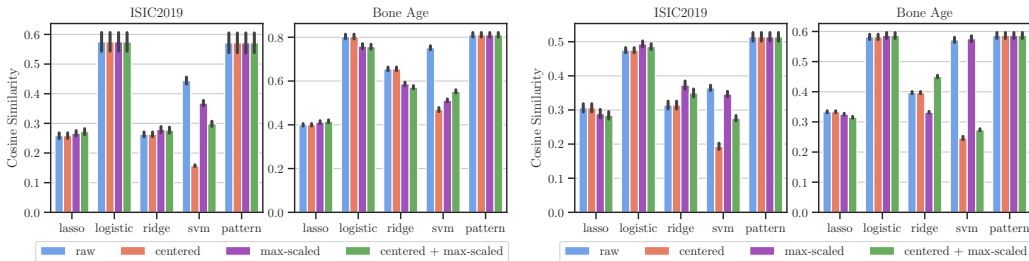 ISIC2019
Bone Age
ISIC2019
Bone Age
Cosine Similarity
0.6
0.5
0.4
0.3
0.2
0.1
0.0
0.8
0.6
0.4
0.2
0.0
Cosine Similarity
0.5
0.4
0.3
0.2
0.1
0.0
0.6
0.5
0.4
0.3
0.2
0.1
0.0
lasso logistic ridge svm pattern
lasso logistic ridge svm pattern
lasso logistic ridge svm pattern
lasso logistic ridge svm pattern
raw centered max-scaled centered + max-scaled
raw centered max-scaled centered + max-scaled